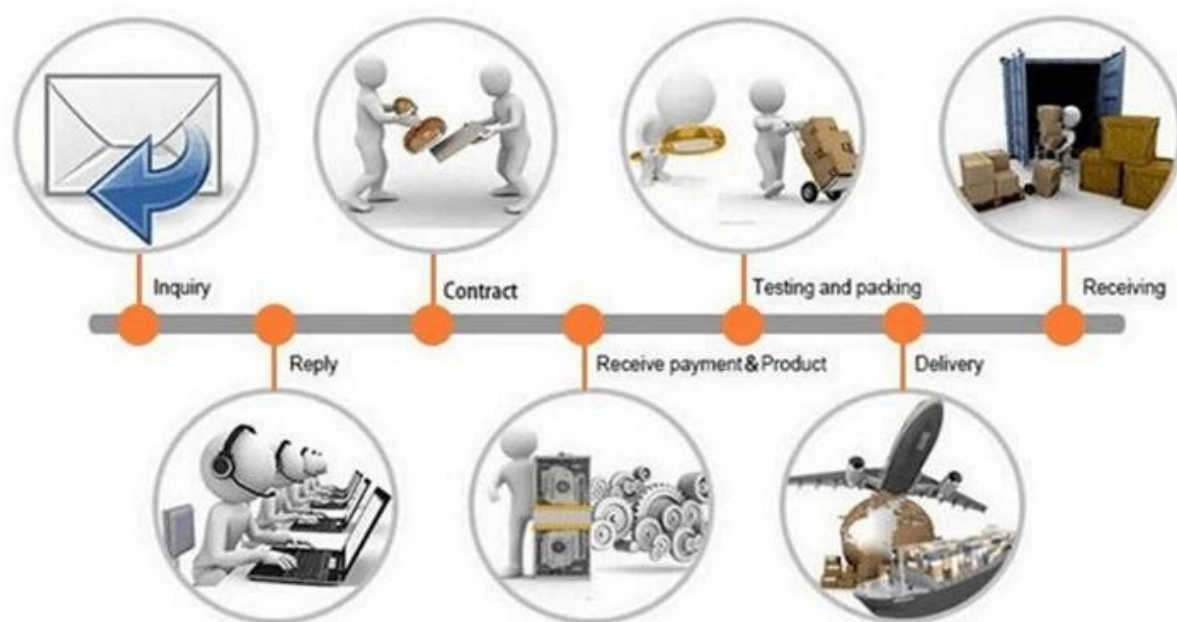 Inquiry
Reply
Contract
Receive payment&Product
Testing and packing
Delivery
Receiving